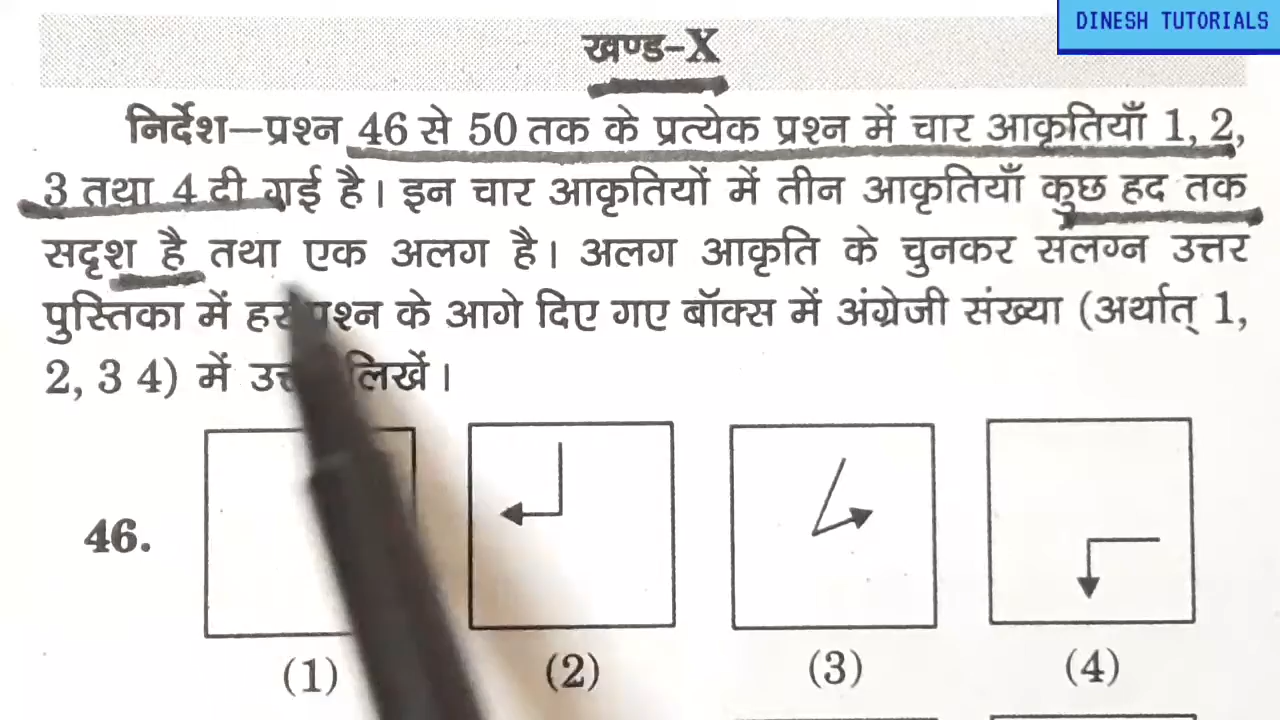 DINESH TUTORIALS
खण्ड-X
निर्देश–प्रश्न 46 से 50 तक के प्रत्येक प्रश्न में चार आकृतियाँ 1, 2,
3 तथा 4 दी गई है। इन चार आकृतियों में तीन आकृतियाँ कुछ हद तक
सदृश है तथा एक अलग है। अलग आकृति के चुनकर संलग्न उत्तर
पुस्तिका में के आगे दिए गए बॉक्स में अंग्रेजी संख्या (अर्थात् 1,
2, 3 4) में लिखें।
46.
(1) (2) (3) (4)